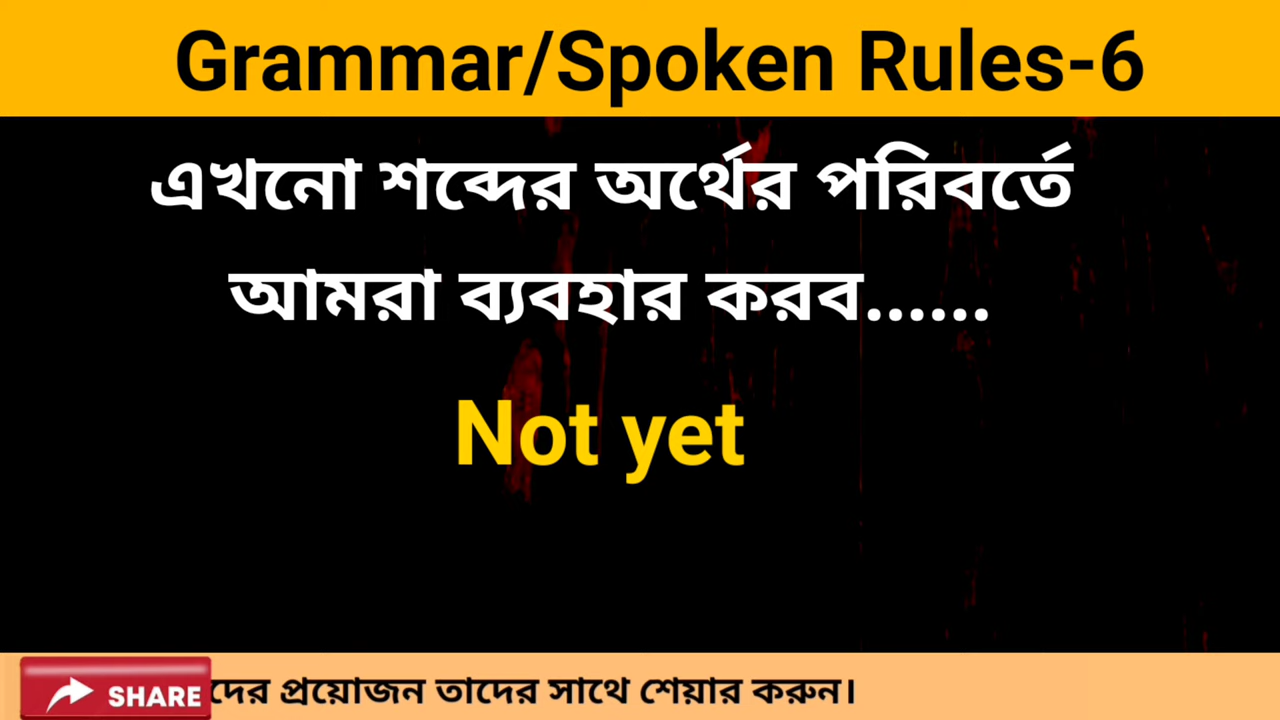 Grammar/Spoken Rules-6
এখনো শব্দের অর্থের পরিবর্তে
আমরা ব্যবহার করব......
Not yet
SHARE
প্রয়োজন তাদের সাথে শেয়ার করুন।